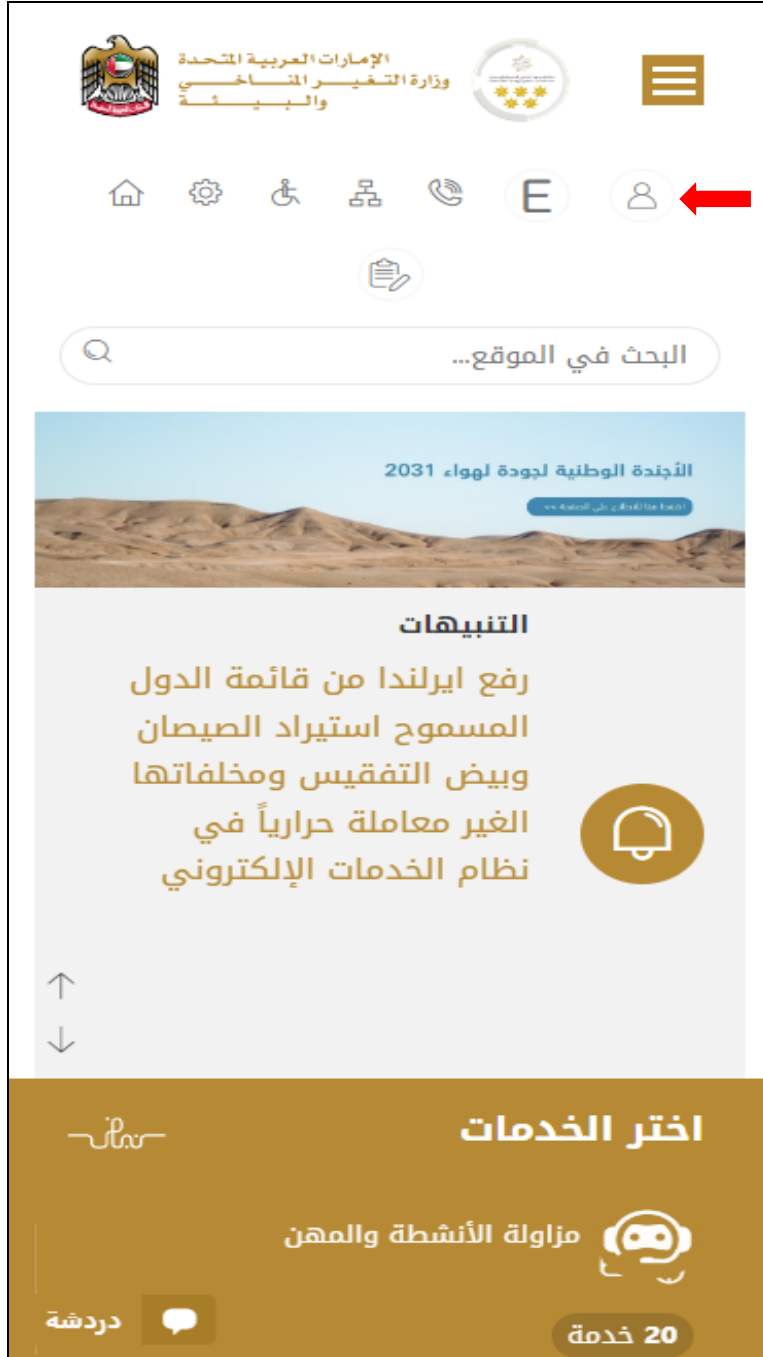 الإمارات العربية المتحدة
وزارة التغير المناخي
والبيئة
E
البحث في الموقع...
الأجندة الوطنية لجودة لهواء 2031
التنبيهات
رفع ايرلندا من قائمة الدول
المسموح استيراد الصيصان
وبيض التفقيس ومخلفاتها
الغير معاملة حرارياً في
نظام الخدمات الإلكتروني
اختر الخدمات
مزاولة الأنشطة والمهن
20 خدمة
دردشة